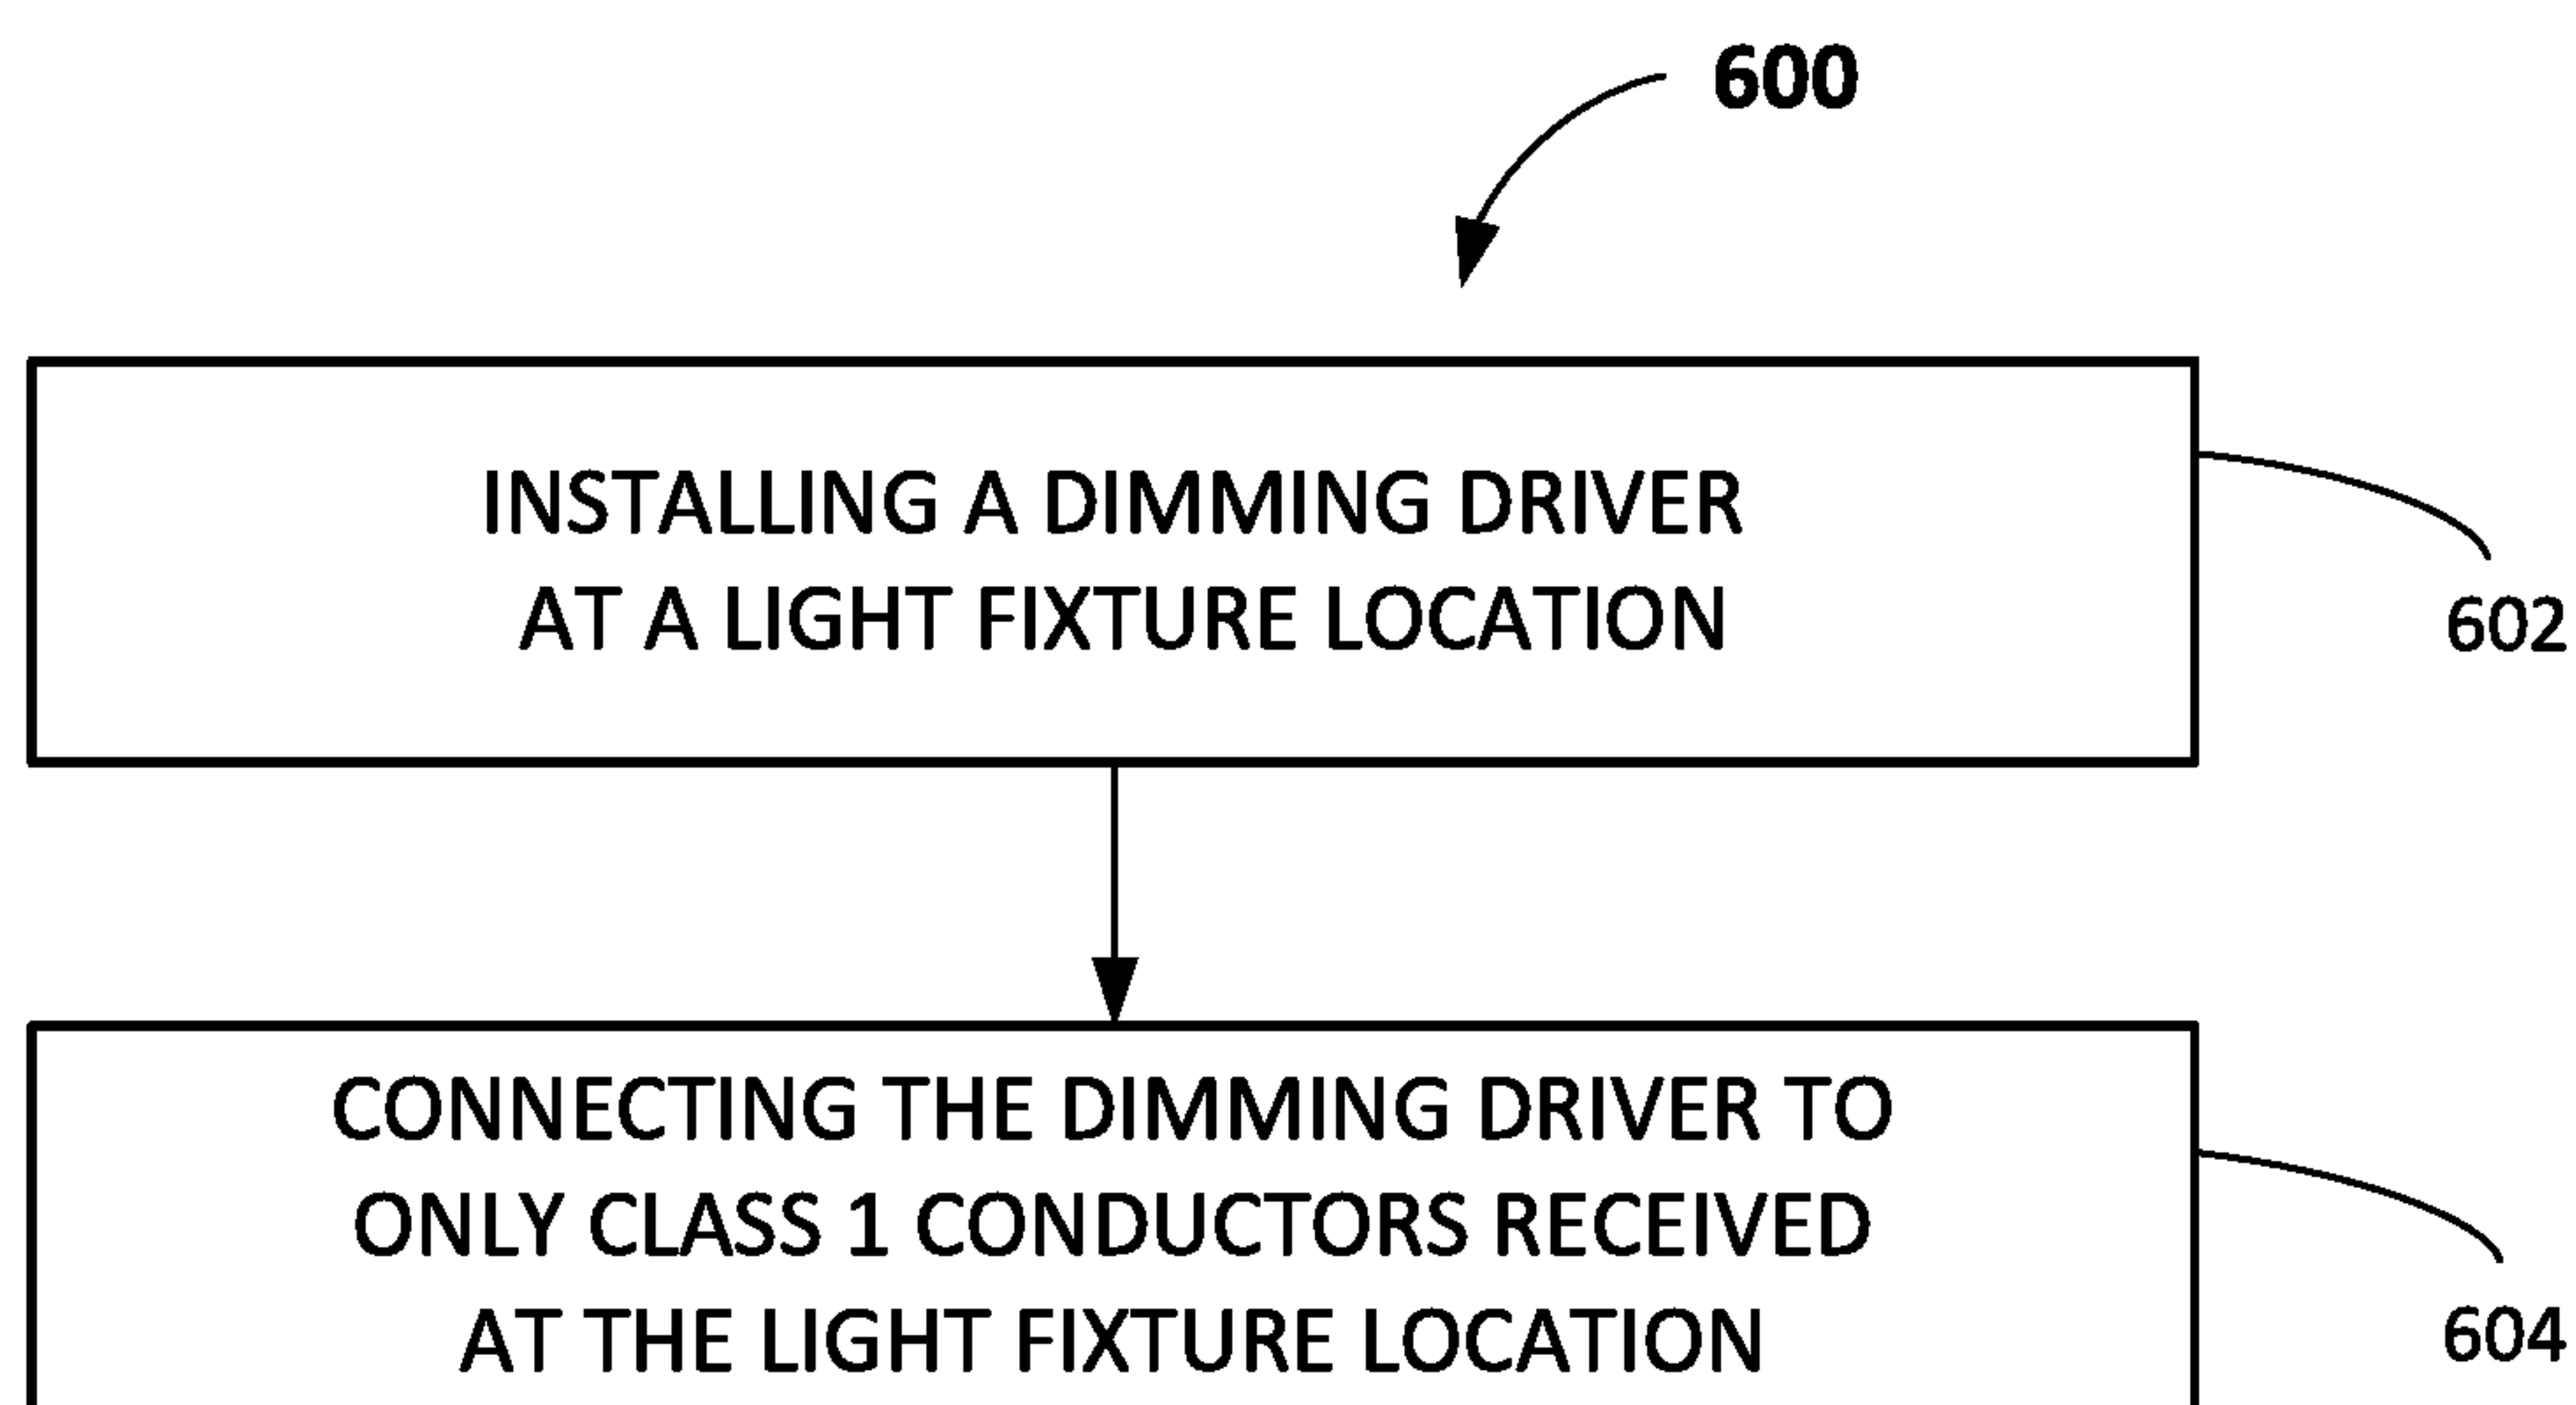 600
INSTALLING A DIMMING DRIVER
AT A LIGHT FIXTURE LOCATION
602
CONNECTING THE DIMMING DRIVER TO
ONLY CLASS 1 CONDUCTORS RECEIVED
AT THE LIGHT FIXTURE LOCATION
604